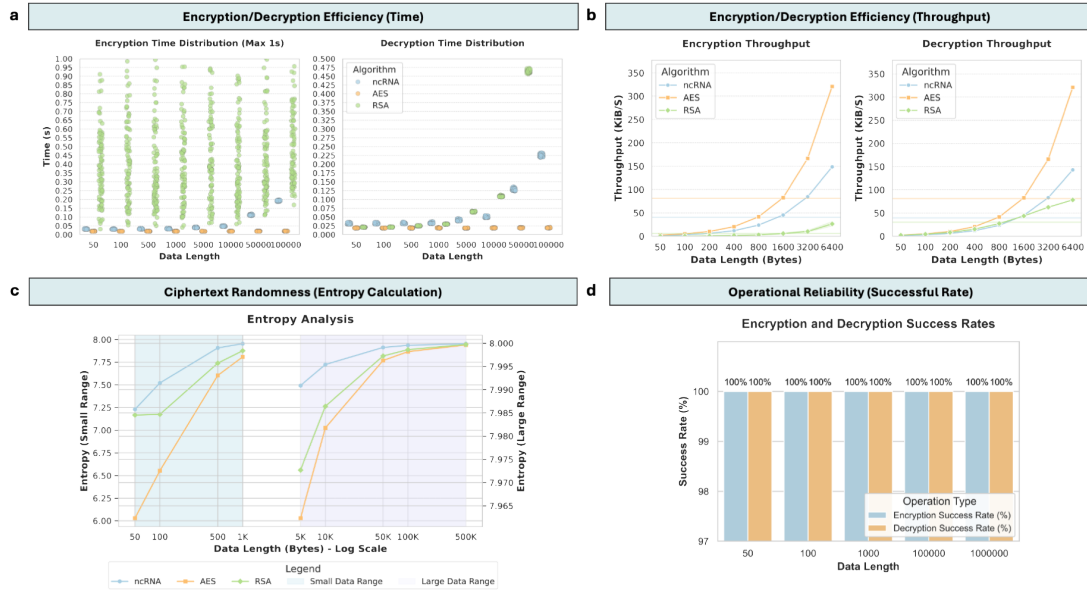 a
Encryption/Decryption Efficiency (Time)
Encryption Time Distribution (Max 1s)
Time (s)
1.00
0.95
0.90
0.85
0.80
0.75
0.70
0.65
0.60
0.55
0.50
0.45
0.40
0.35
0.30
0.25
0.20
0.15
0.10
0.05
0.00
50 100 500 1000 5000 10000 50000 100000
Data Length
Decryption Time Distribution
0.500
0.475
0.450
0.425
0.400
0.375
0.350
0.325
0.300
0.275
0.250
0.225
0.200
0.175
0.150
0.125
0.100
0.075
0.050
0.025
0.000
Algorithm
ncRNA
AES
RSA
50 100 500 1000 5000 10000 50000 100000
Data Length
b
Encryption/Decryption Efficiency (Throughput)
Encryption Throughput
Throughput (KiB/S)
350
300
250
200
150
100
50
0
Algorithm
ncRNA
AES
RSA
50 100 200 400 800 1600 3200 6400
Data Length (Bytes)
Decryption Throughput
Throughput (KiB/S)
350
300
250
200
150
100
50
0
Algorithm
ncRNA
AES
RSA
50 100 200 400 800 1600 3200 6400
Data Length (Bytes)
c
Ciphertext Randomness (Entropy Calculation)
Entropy Analysis
Entropy (Small Range)
8.00
7.75
7.50
7.25
7.00
6.75
6.50
6.25
6.00
Entropy (Large Range)
8.000
7.995
7.990
7.985
7.980
7.975
7.970
7.965
50 100 500 1K 5K 10K 50K 100K 500K
Data Length (Bytes) - Log Scale
Legend
ncRNA AES RSA Small Data Range Large Data Range
d
Operational Reliability (Successful Rate)
Encryption and Decryption Success Rates
Success Rate (%)
100
99
98
97
100% 100% 100% 100% 100% 100% 100% 100% 100% 100%
Operation Type
Encryption Success Rate (%)
Decryption Success Rate (%)
50 100 1000 100000 1000000
Data Length